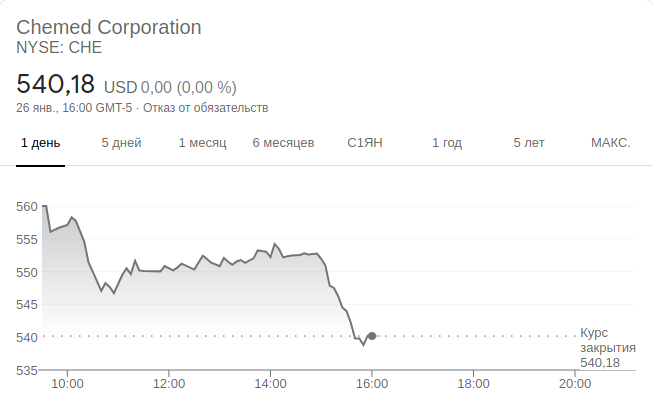 Chemed Corporation
NYSE: CHE
540,18 USD 0,00 (0,00 %)
26 янв., 16:00 GMT-5 · Отказ от обязательств
1 день 5 дней 1 месяц 6 месяцев С1ЯН 1 год 5 лет МАКС.
560
555
550
545
540
535
Курс
закрытия
540,18
10:00 12:00 14:00 16:00 18:00 20:00